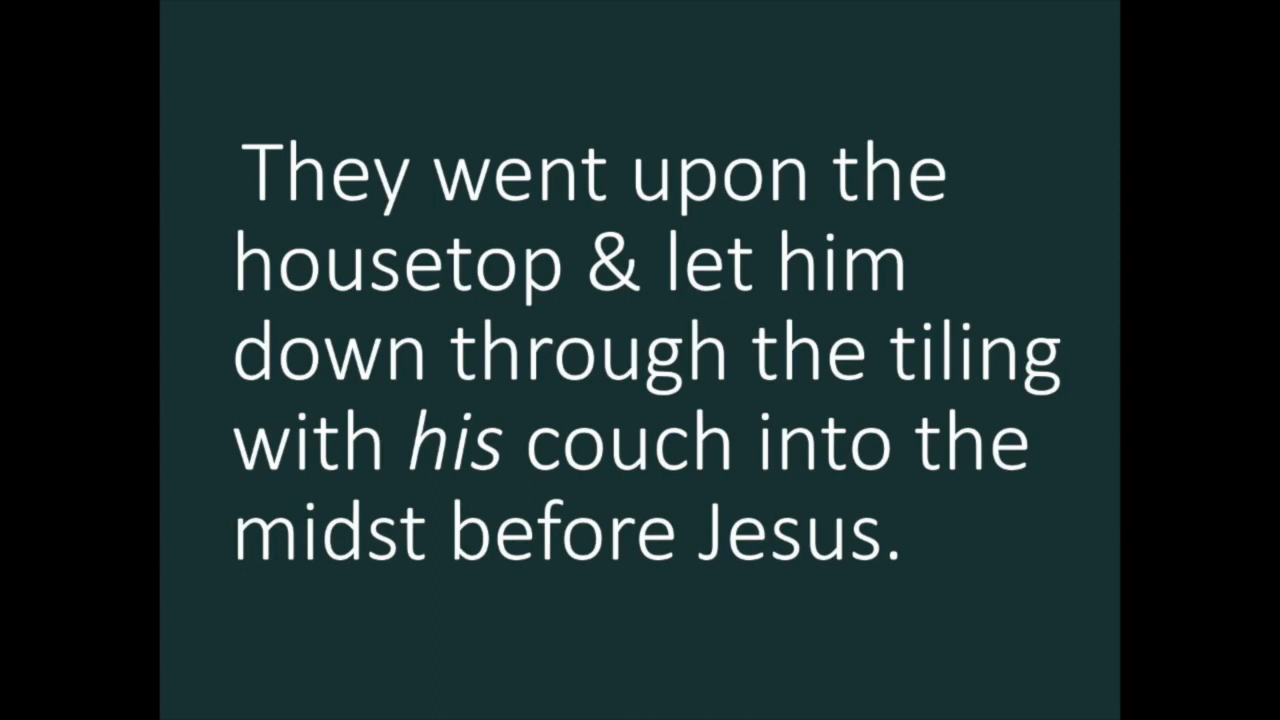 They went upon the
housetop & let him
down through the tiling
with his couch into the
midst before Jesus.